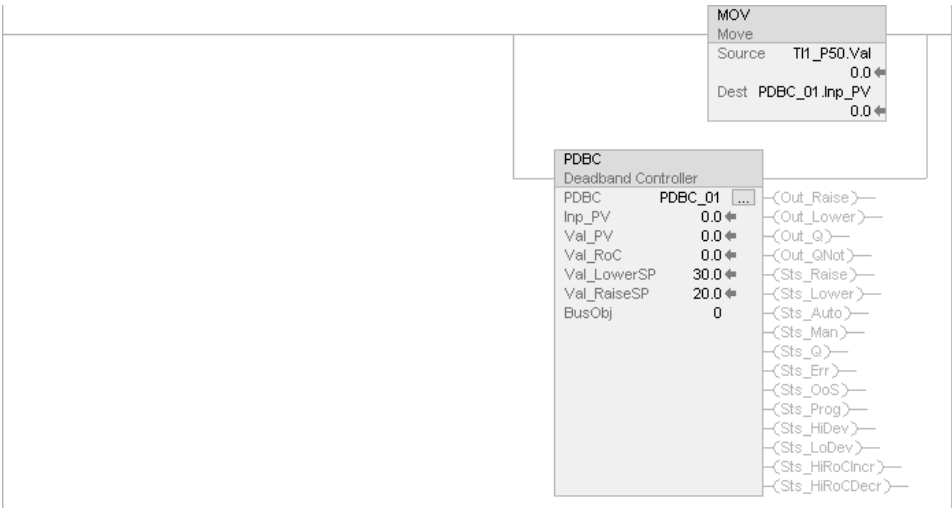 MOV
Move
Source TI1_P50.Val
0.0
Dest PDBC_01.Inp_PV
0.0
PDBC
Deadband Controller
PDBC PDBC_01 ...
Inp_PV 0.0
Val_PV 0.0
Val_RoC 0.0
Val_LowerSP 30.0
Val_RaiseSP 20.0
BusObj 0
(Out_Raise)
(Out_Lower)
(Out_Q)
(Out_QNot)
(Sts_Raise)
(Sts_Lower)
(Sts_Auto)
(Sts_Man)
(Sts_Q)
(Sts_Err)
(Sts_OoS)
(Sts_Prog)
(Sts_HiDev)
(Sts_LoDev)
(Sts_HiRoCIncr)
(Sts_HiRoCDecr)